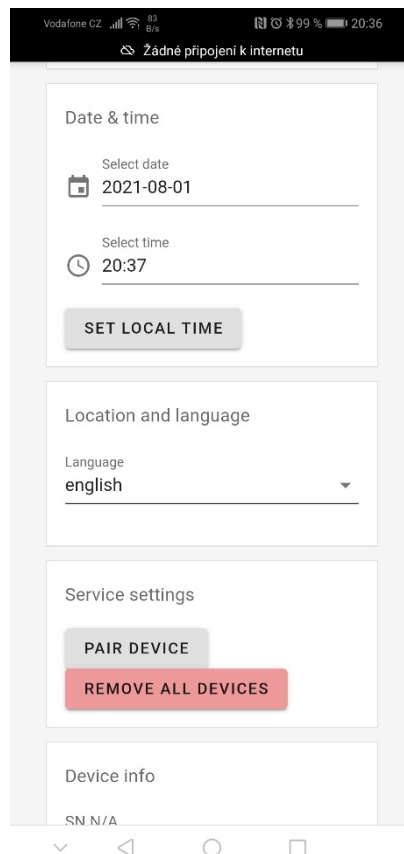 Vodafone CZ 83 B/s 99 % 20:36
Žádné připojení k internetu
Date & time
Select date
2021-08-01
Select time
20:37
SET LOCAL TIME
Location and language
Language
english
Service settings
PAIR DEVICE
REMOVE ALL DEVICES
Device info
SN N/A